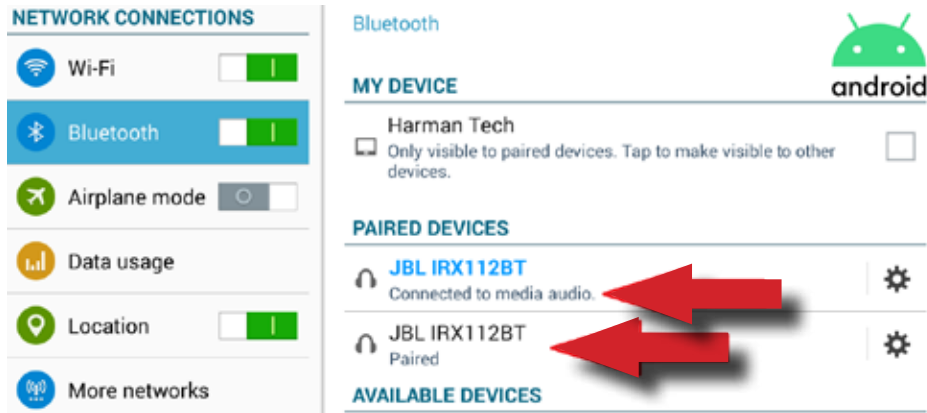 NETWORK CONNECTIONS
Wi-Fi
Bluetooth
Airplane mode
Data usage
Location
More networks
Bluetooth
android
MY DEVICE
Harman Tech
Only visible to paired devices. Tap to make visible to other
devices.
PAIRED DEVICES
JBL IRX112BT
Connected to media audio.
JBL IRX112BT
Paired
AVAILABLE DEVICES